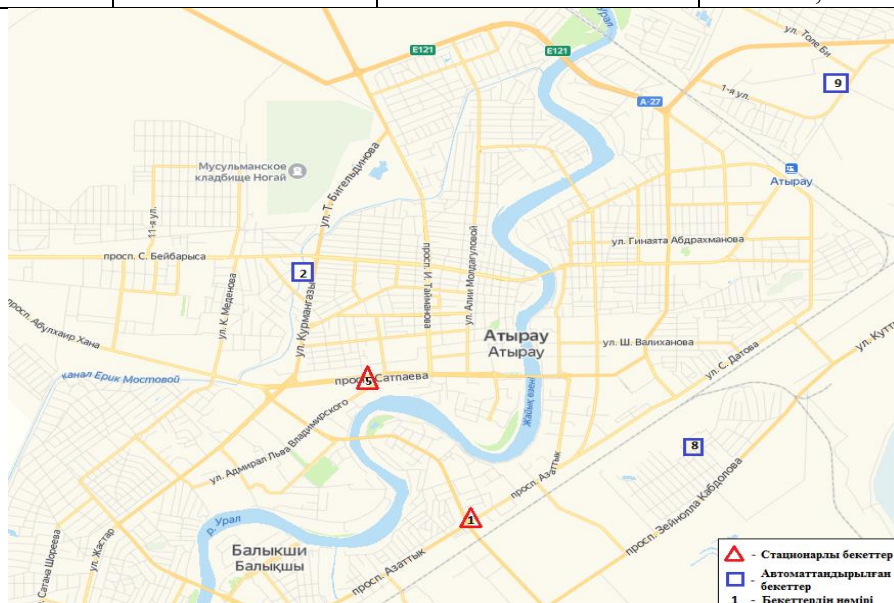 Урал
ул. Толе Би
E121
E121
9
А-27
1-я ул.
Мусульманское
кладбище Ногай
Атырау
ул. Т. Бигельдинова
11-я ул.
ул. Гинаята Абдрахманова
просп. С. Бейбарыса
2
просп. И. Тайманова
ул. Алии Молдагуловой
ул. К. Меденова
ул. Курмангазы
просп. Абулхаир Хана
Атырау
Атырау
ул. Ш. Валиханова
ул. С. Датова
канал Ерик Мостовой
просп. Сатпаева
5
Жайық өзені
ул. Адмирал Льва Владимирского
8
просп. Азаттык
1
просп. Зейнолла Кабдолова
р. Урал
Балыкши
Балықшы
просп. Азаттык
ул. Жастар
ул. Сатана Шореева
- Стационарлы бекеттер
- Автоматтандырылған
бекеттер
1 - Бекеттердің нөмірі